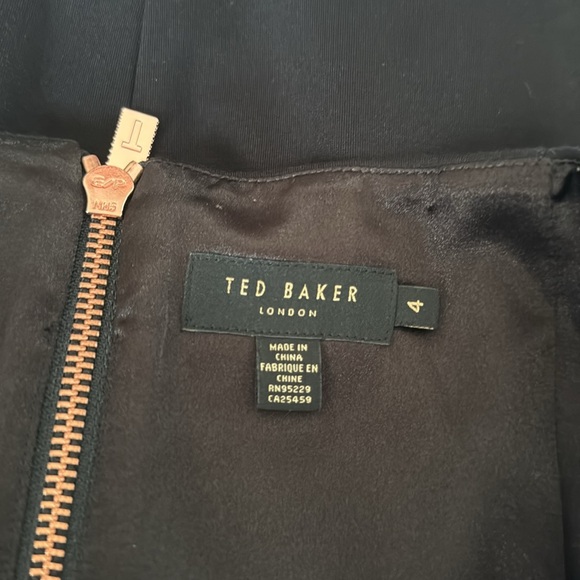 TED BAKER
LONDON
4
MADE IN
CHINA
FABRIQUE EN
CHINE
RN95229
CA25459